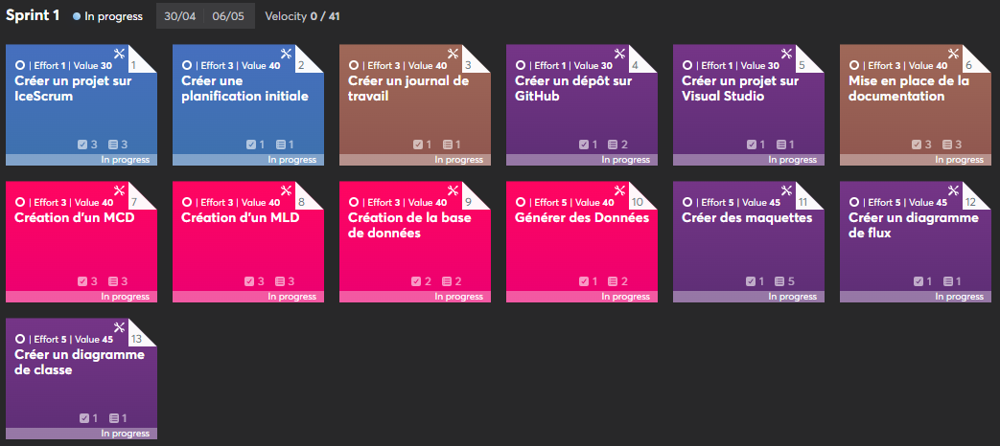 Sprint 1 In progress 30/04 06/05 Velocity 0 / 41
| Effort 1 | Value 30 1
Créer un projet sur
IceScrum
3 3
In progress
| Effort 3 | Value 40 2
Créer une
planification initiale
1 1
In progress
| Effort 3 | Value 40 3
Créer un journal de
travail
1 1
In progress
| Effort 1 | Value 30 4
Créer un dépôt sur
GitHub
1 2
In progress
| Effort 1 | Value 30 5
Créer un projet sur
Visual Studio
1 1
In progress
| Effort 3 | Value 40 6
Mise en place de la
documentation
3 3
In progress
| Effort 3 | Value 40 7
Création d'un MCD
3 3
In progress
| Effort 3 | Value 40 8
Création d'un MLD
3 3
In progress
| Effort 3 | Value 40 9
Création de la base
de données
2 2
In progress
| Effort 5 | Value 40 10
Générer des Données
1 2
In progress
| Effort 5 | Value 45 11
Créer des maquettes
1 5
In progress
| Effort 5 | Value 45 12
Créer un diagramme
de flux
1 1
In progress
| Effort 5 | Value 45 13
Créer un diagramme
de classe
1 1
In progress